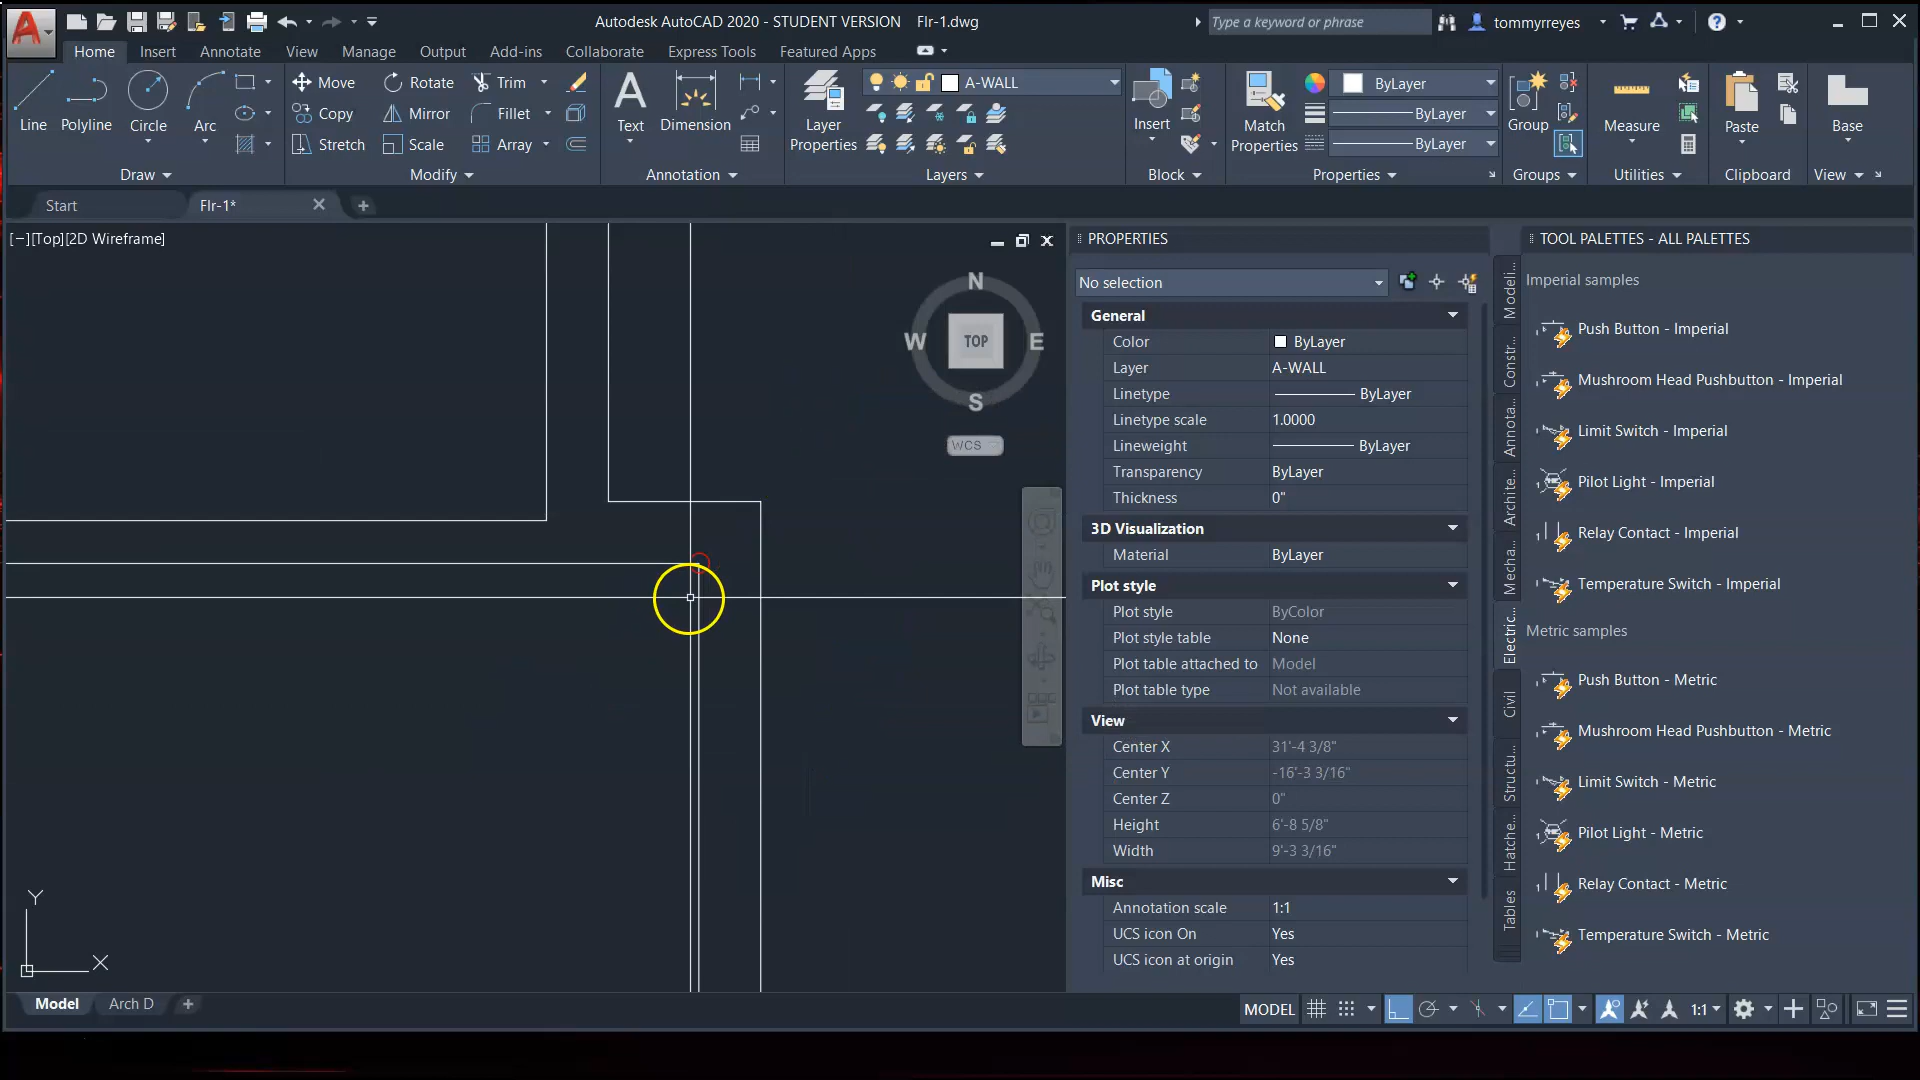 Autodesk AutoCAD 2020 - STUDENT VERSION Flr-1.dwg
Type a keyword or phrase
tommyrreyes
Home Insert Annotate View Manage Output Add-ins Collaborate Express Tools Featured Apps
Line Polyline Circle Arc
Draw
Move Rotate Trim
Copy Mirror Fillet
Stretch Scale Array
Modify
Text Dimension
Annotation
Layer Properties
A-WALL
Layers
Insert
Block
Match Properties
ByLayer
ByLayer
ByLayer
Properties
Group
Groups
Measure
Utilities
Paste
Clipboard
Base
View
Start Flr-1*
[−][Top][2D Wireframe]
N
W TOP E
S
WCS
Y
X
PROPERTIES
No selection
General
Color ByLayer
Layer A-WALL
Linetype ByLayer
Linetype scale 1.0000
Lineweight ByLayer
Transparency ByLayer
Thickness 0"
3D Visualization
Material ByLayer
Plot style
Plot style ByColor
Plot style table None
Plot table attached to Model
Plot table type Not available
View
Center X 31'-4 3/8"
Center Y -16'-3 3/16"
Center Z 0"
Height 6'-8 5/8"
Width 9'-3 3/16"
Misc
Annotation scale 1:1
UCS icon On Yes
UCS icon at origin Yes
TOOL PALETTES - ALL PALETTES
Modeli...
Constr...
Annota...
Archite...
Mecha...
Electric...
Civil
Structu...
Hatche...
Tables
Imperial samples
Push Button - Imperial
Mushroom Head Pushbutton - Imperial
Limit Switch - Imperial
Pilot Light - Imperial
Relay Contact - Imperial
Temperature Switch - Imperial
Metric samples
Push Button - Metric
Mushroom Head Pushbutton - Metric
Limit Switch - Metric
Pilot Light - Metric
Relay Contact - Metric
Temperature Switch - Metric
Model Arch D
MODEL 1:1